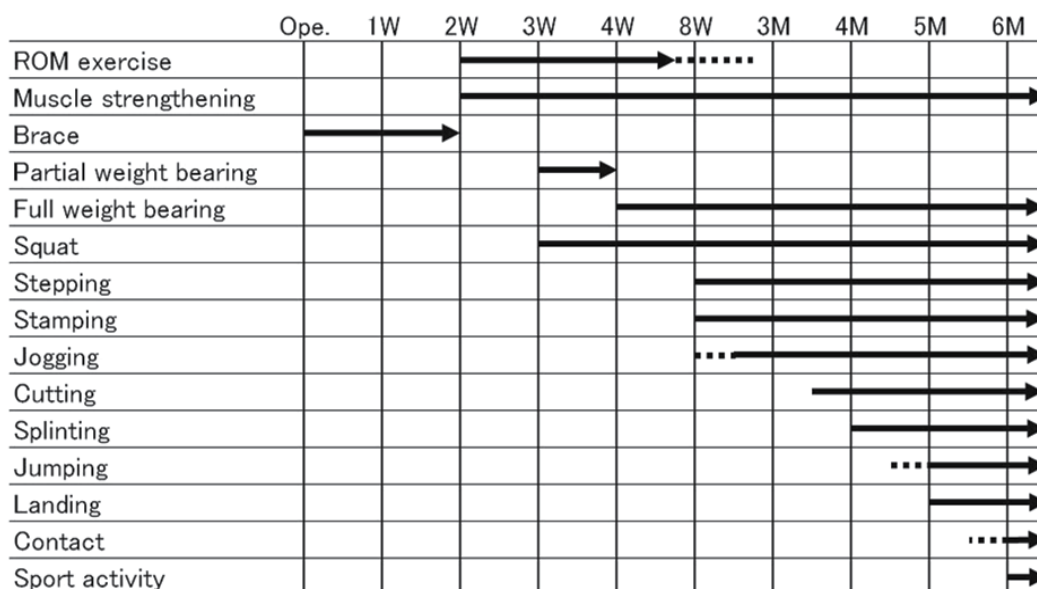 Ope. 1W 2W 3W 4W 8W 3M 4M 5M 6M
ROM exercise
Muscle strengthening
Brace
Partial weight bearing
Full weight bearing
Squat
Stepping
Stamping
Jogging
Cutting
Splinting
Jumping
Landing
Contact
Sport activity